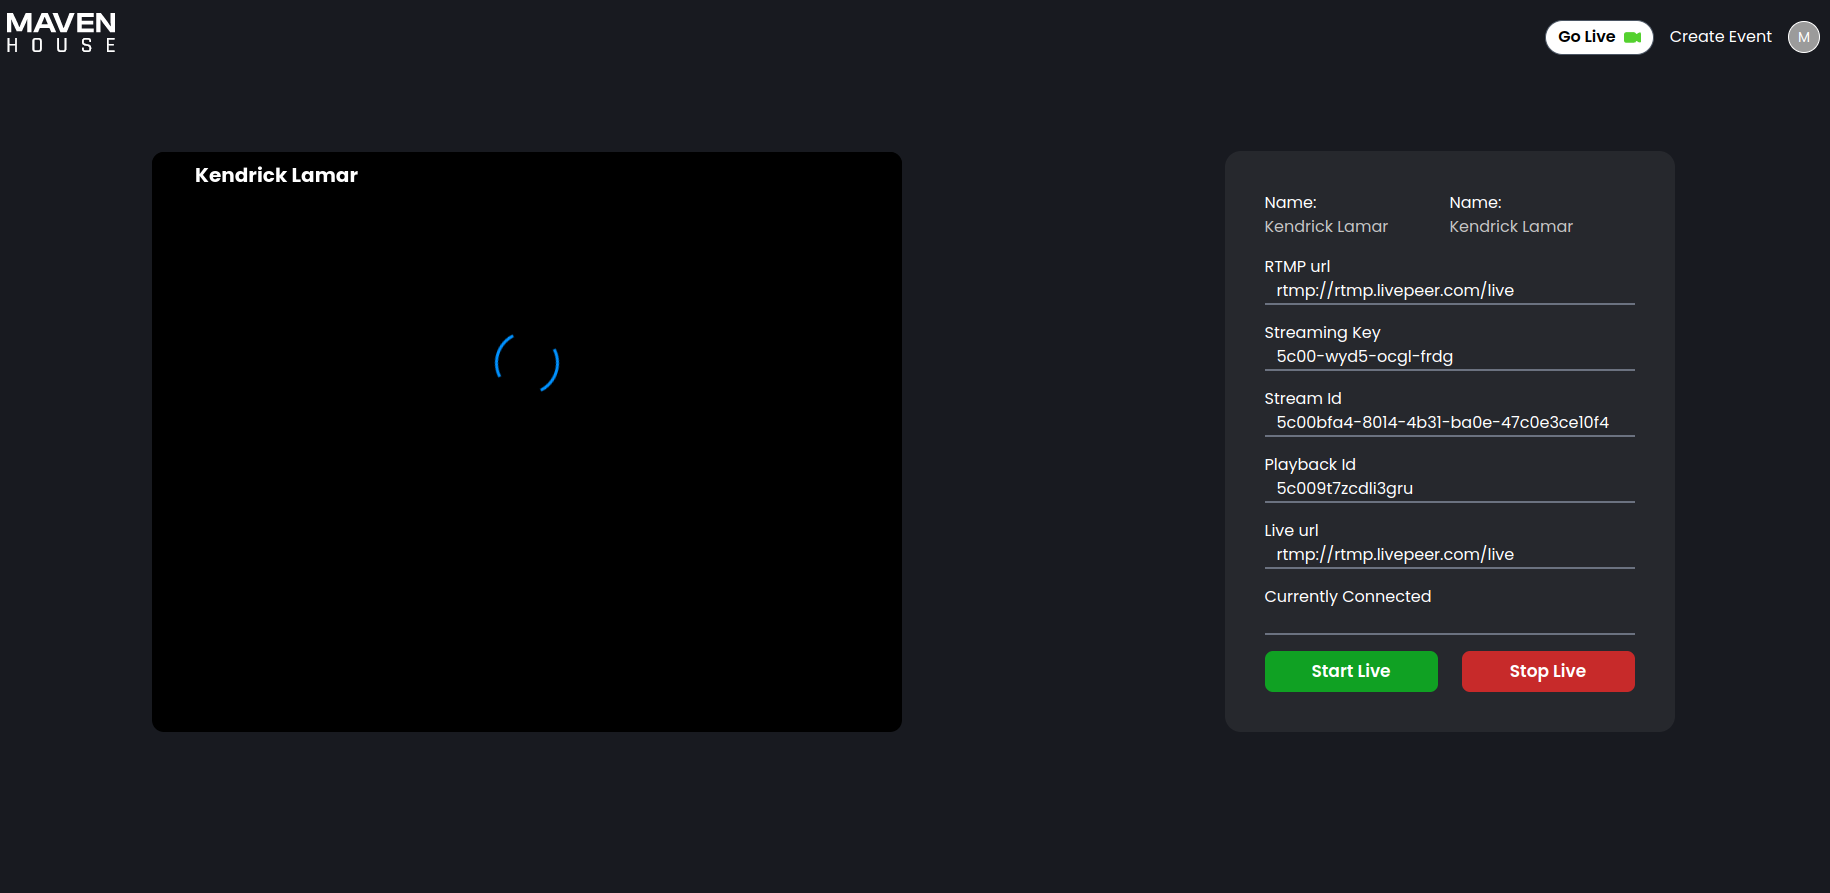 MAVEN
HOUSE
Go Live
Create Event
M
Kendrick Lamar
Name:
Kendrick Lamar
Name:
Kendrick Lamar
RTMP url
rtmp://rtmp.livepeer.com/live
Streaming Key
5c00-wyd5-ocgl-frdg
Stream Id
5c00bfa4-8014-4b31-ba0e-47c0e3ce10f4
Playback Id
5c009t7zcdli3gru
Live url
rtmp://rtmp.livepeer.com/live
Currently Connected
Start Live
Stop Live